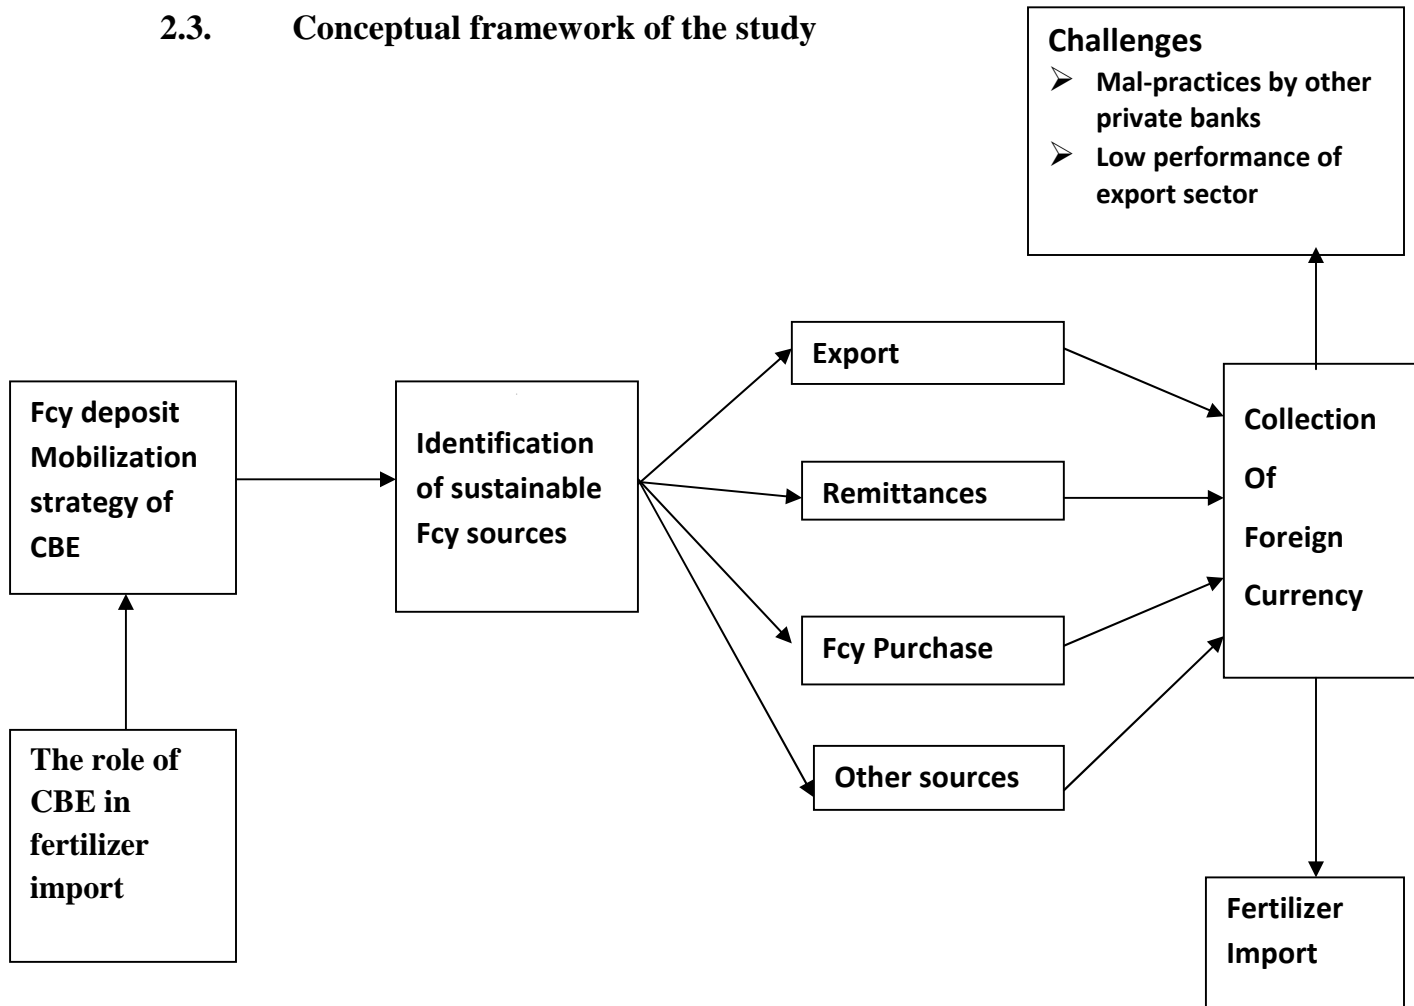 2.3. Conceptual framework of the study
Challenges
➢ Mal-practices by other
private banks
➢ Low performance of
export sector
Fcy deposit
Mobilization
strategy of
CBE
Identification
of sustainable
Fcy sources
Export
Remittances
Fcy Purchase
Other sources
Collection
Of
Foreign
Currency
The role of
CBE in
fertilizer
import
Fertilizer
Import